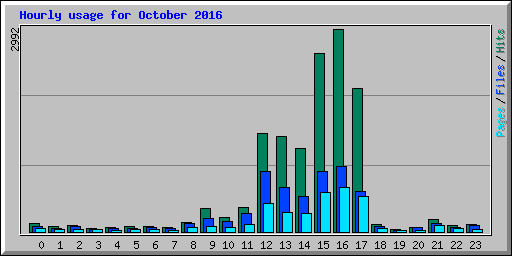 Hourly usage for October 2016
2992
Pages/Files/Hits
0 1 2 3 4 5 6 7 8 9 10 11 12 13 14 15 16 17 18 19 20 21 22 23